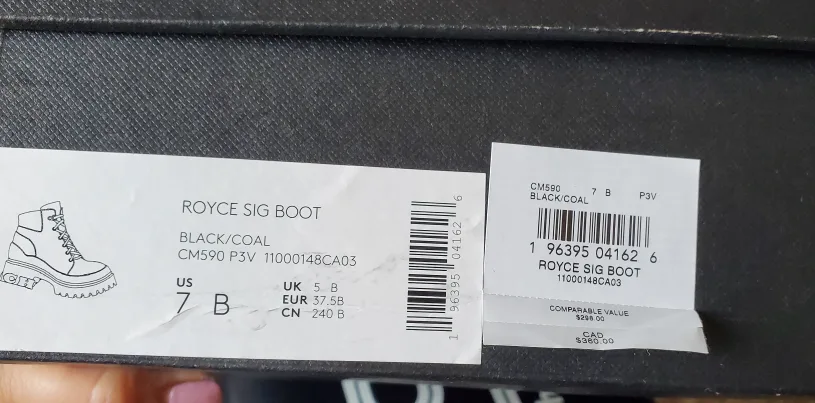 ROYCE SIG BOOT
BLACK/COAL
CM590 P3V 11000148CA03
US
7 B
UK 5 B
EUR 37.5B
CN 240 B
1 96395 04162 6
CM590 7 B P3V
BLACK/COAL
1 96395 04162 6
ROYCE SIG BOOT
11000148CA03
COMPARABLE VALUE
$298.00
CAD
$360.00